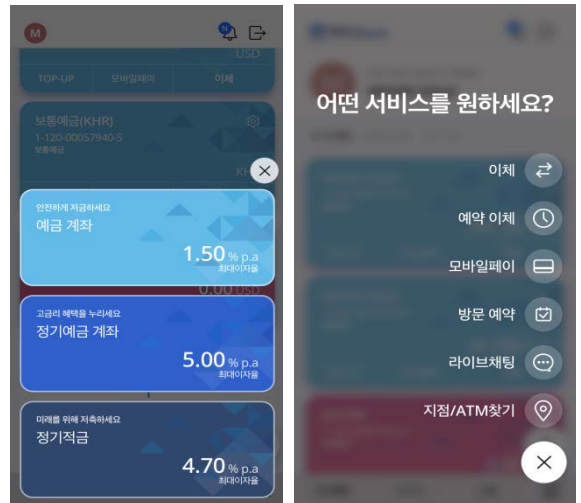 M
N
USD
TOP-UP 모바일페이 이체
보통예금(KHR)
1-120-00057940-5
보통예금
안전하게 저금하세요
예금 계좌
1.50 % p.a
최대이자율
0.00 USD
고금리 혜택을 누리세요
정기예금 계좌
5.00 % p.a
최대이자율
미래를 위해 저축하세요
정기적금
4.70 % p.a
최대이자율
어떤 서비스를 원하세요?
이체
예약 이체
모바일페이
방문 예약
라이브채팅
지점/ATM찾기